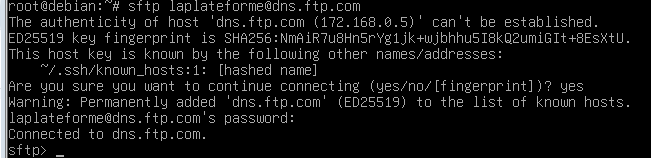 root@debian:~# sftp laplateforme@dns.ftp.com
The authenticity of host 'dns.ftp.com (172.168.0.5)' can't be established.
ED25519 key fingerprint is SHA256:NmAiR7u8Hn5rYg1jk+wjbhhu5I8kQ2umiGIt+8EsXtU.
This host key is known by the following other names/addresses:
    ~/.ssh/known_hosts:1: [hashed name]
Are you sure you want to continue connecting (yes/no/[fingerprint])? yes
Warning: Permanently added 'dns.ftp.com' (ED25519) to the list of known hosts.
laplateforme@dns.ftp.com's password:
Connected to dns.ftp.com.
sftp> _